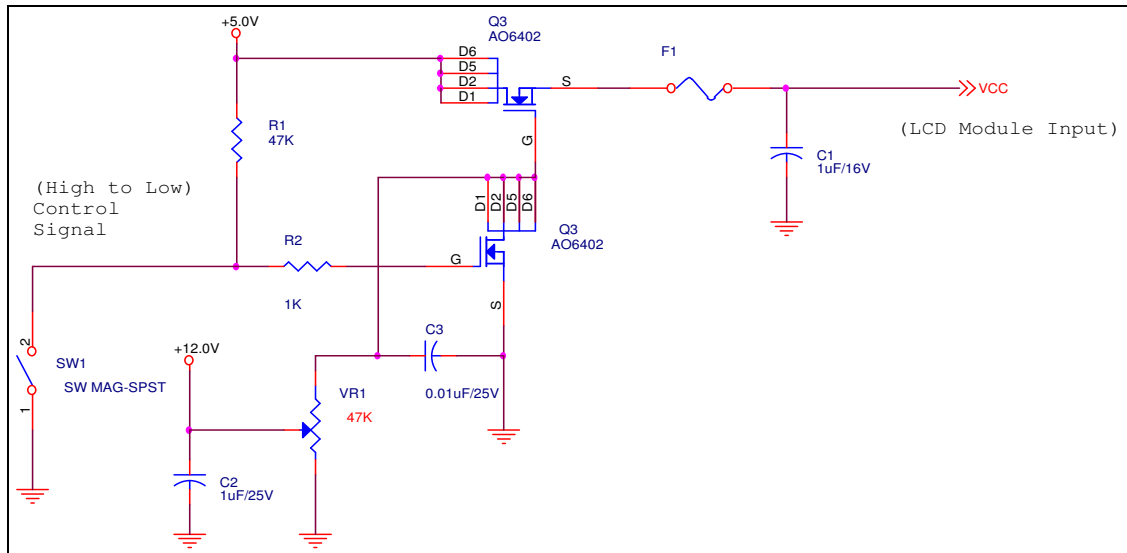 +5.0V
Q3
AO6402
D6
D5
D2
D1
S
G
F1
VCC
(LCD Module Input)
C1
1uF/16V
R1
47K
(High to Low)
Control
Signal
R2
1K
D1
D2
D5
D6
Q3
AO6402
G
S
C3
0.01uF/25V
2
1
SW1
SW MAG-SPST
+12.0V
VR1
47K
C2
1uF/25V